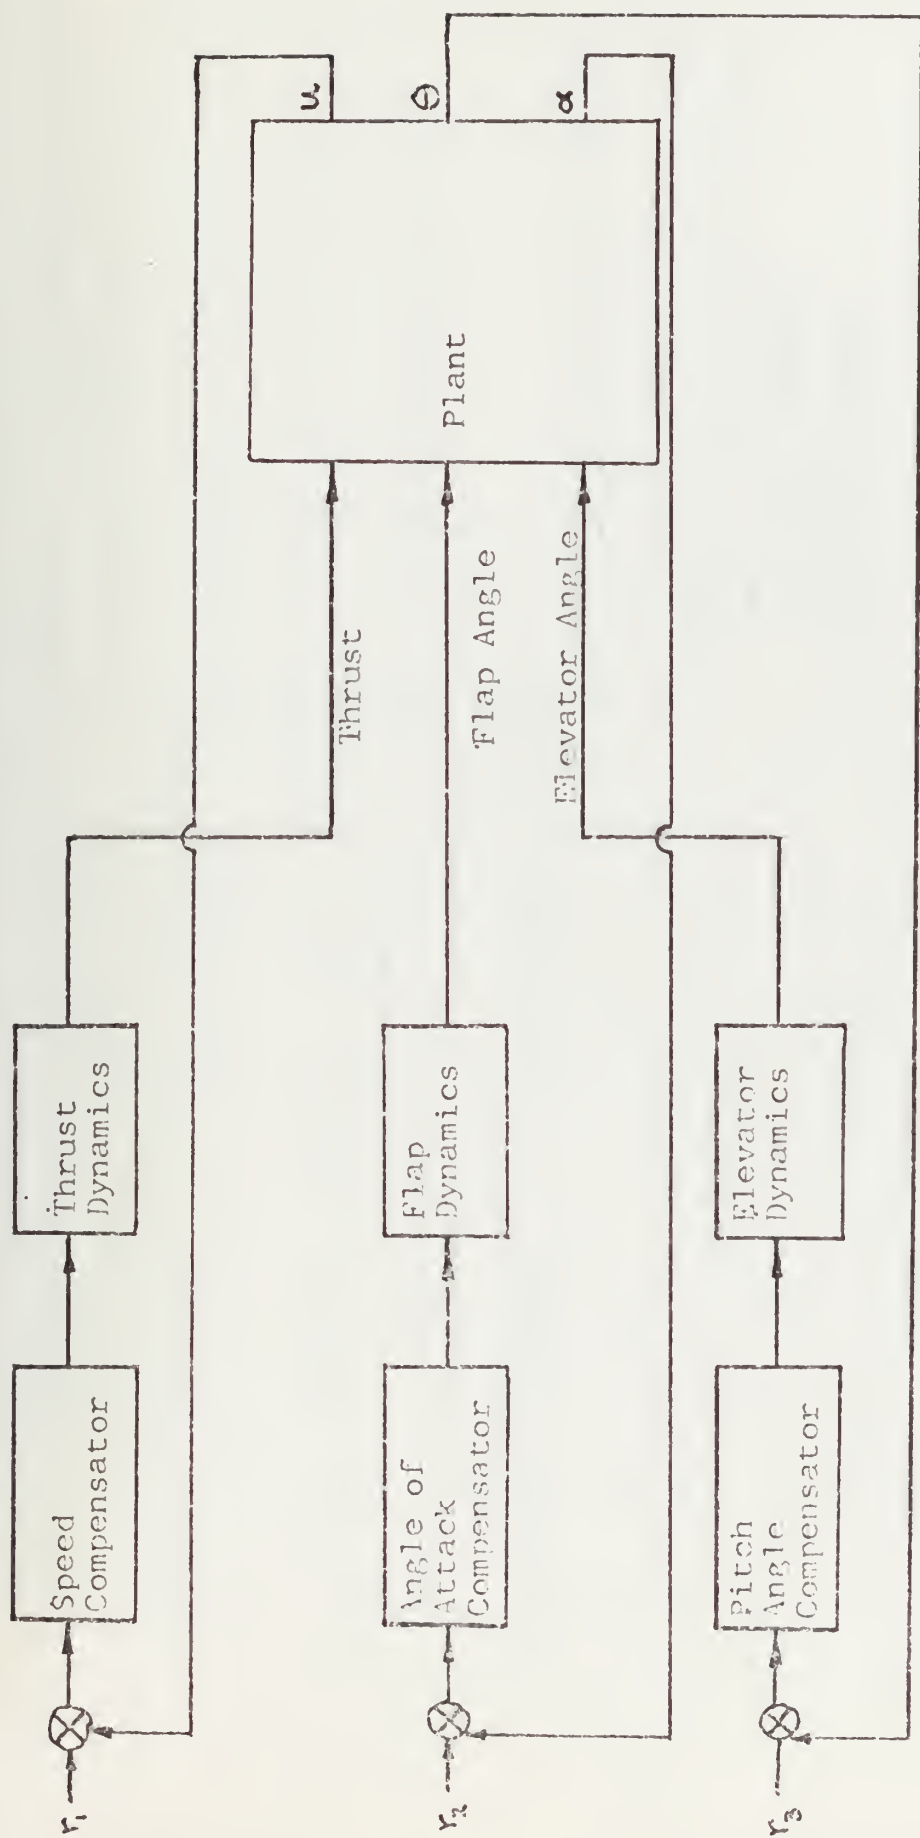 r₁
Speed
Compensator
Thrust
Dynamics
Thrust
u
r₂
Angle of
Attack
Compensator
Flap
Dynamics
Flap Angle
Plant
θ
r₃
Pitch
Angle
Compensator
Elevator
Dynamics
Elevator Angle
α